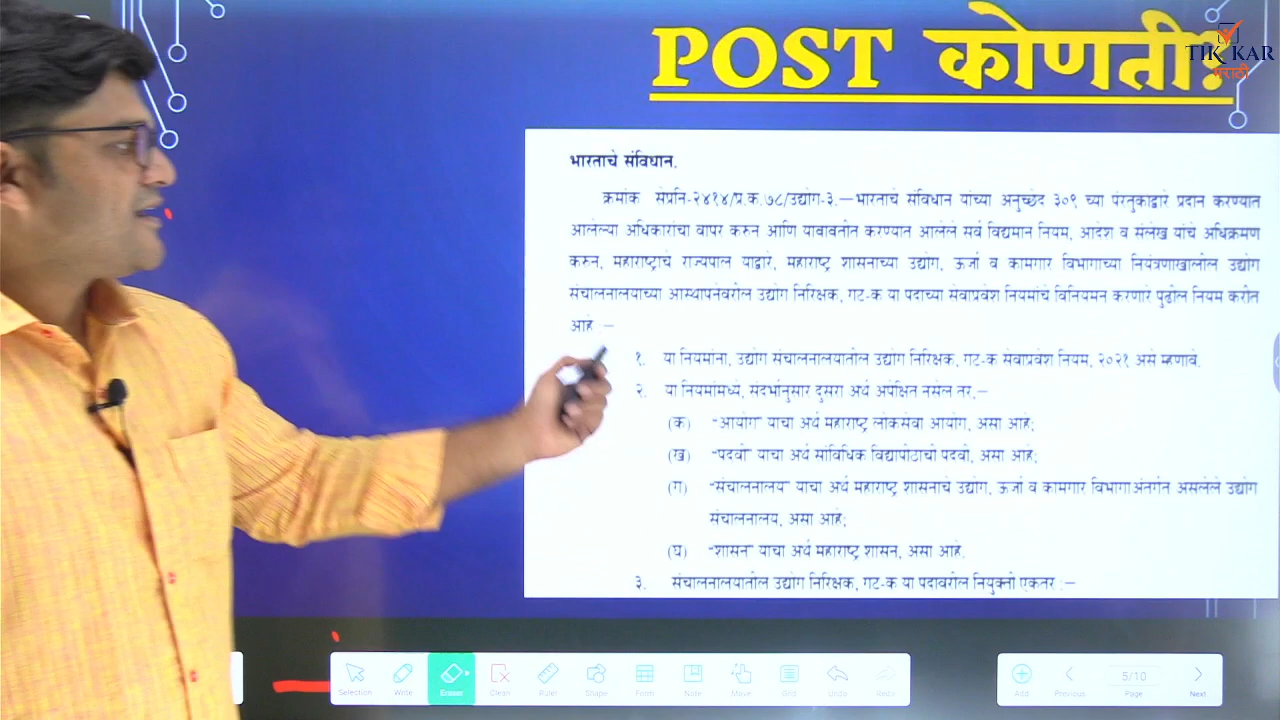 POST कोणती?
TIKKAR
मराठी
भारताचे संविधान.
क्रमांक सेप्रनि-२४१४/प्र.क.७८/उद्योग-३.—भारताचे संविधान यांच्या अनुच्छेद ३०९ च्या परंतुकाद्वारे प्रदान करण्यात
आलेल्या अधिकारांचा वापर करुन आणि याबाबतीत करण्यात आलेले सर्व विद्यमान नियम, आदेश व संलेख यांचे अधिक्रमण
करुन, महाराष्ट्राचे राज्यपाल याद्वारे, महाराष्ट्र शासनाच्या उद्योग, ऊर्जा व कामगार विभागाच्या नियंत्रणाखालील उद्योग
संचालनालयाच्या आस्थापनेवरील उद्योग निरिक्षक, गट-क या पदाच्या सेवाप्रवेश नियमांचे विनियमन करणारे पुढील नियम करीत
आहे :—
१. या नियमांना, उद्योग संचालनालयातील उद्योग निरिक्षक, गट-क सेवाप्रवेश नियम, २०२१ असे म्हणावे.
२. या नियमांमध्ये, संदर्भानुसार दुसरा अर्थ अपेक्षित नसेल तर,—
(क) “आयोग” याचा अर्थ महाराष्ट्र लोकसेवा आयोग, असा आहे;
(ख) “पदवी” याचा अर्थ सांविधिक विद्यापीठाची पदवी, असा आहे;
(ग) “संचालनालय” याचा अर्थ महाराष्ट्र शासनाचे उद्योग, ऊर्जा व कामगार विभागाअंतर्गत असलेले उद्योग
संचालनालय, असा आहे;
(घ) “शासन” याचा अर्थ महाराष्ट्र शासन, असा आहे.
३. संचालनालयातील उद्योग निरिक्षक, गट-क या पदावरील नियुक्ती एकतर :—
Selection Write Eraser Clean Ruler Shape Form Note Move Grid Undo Redo
Add Previous 5/10 Page Next